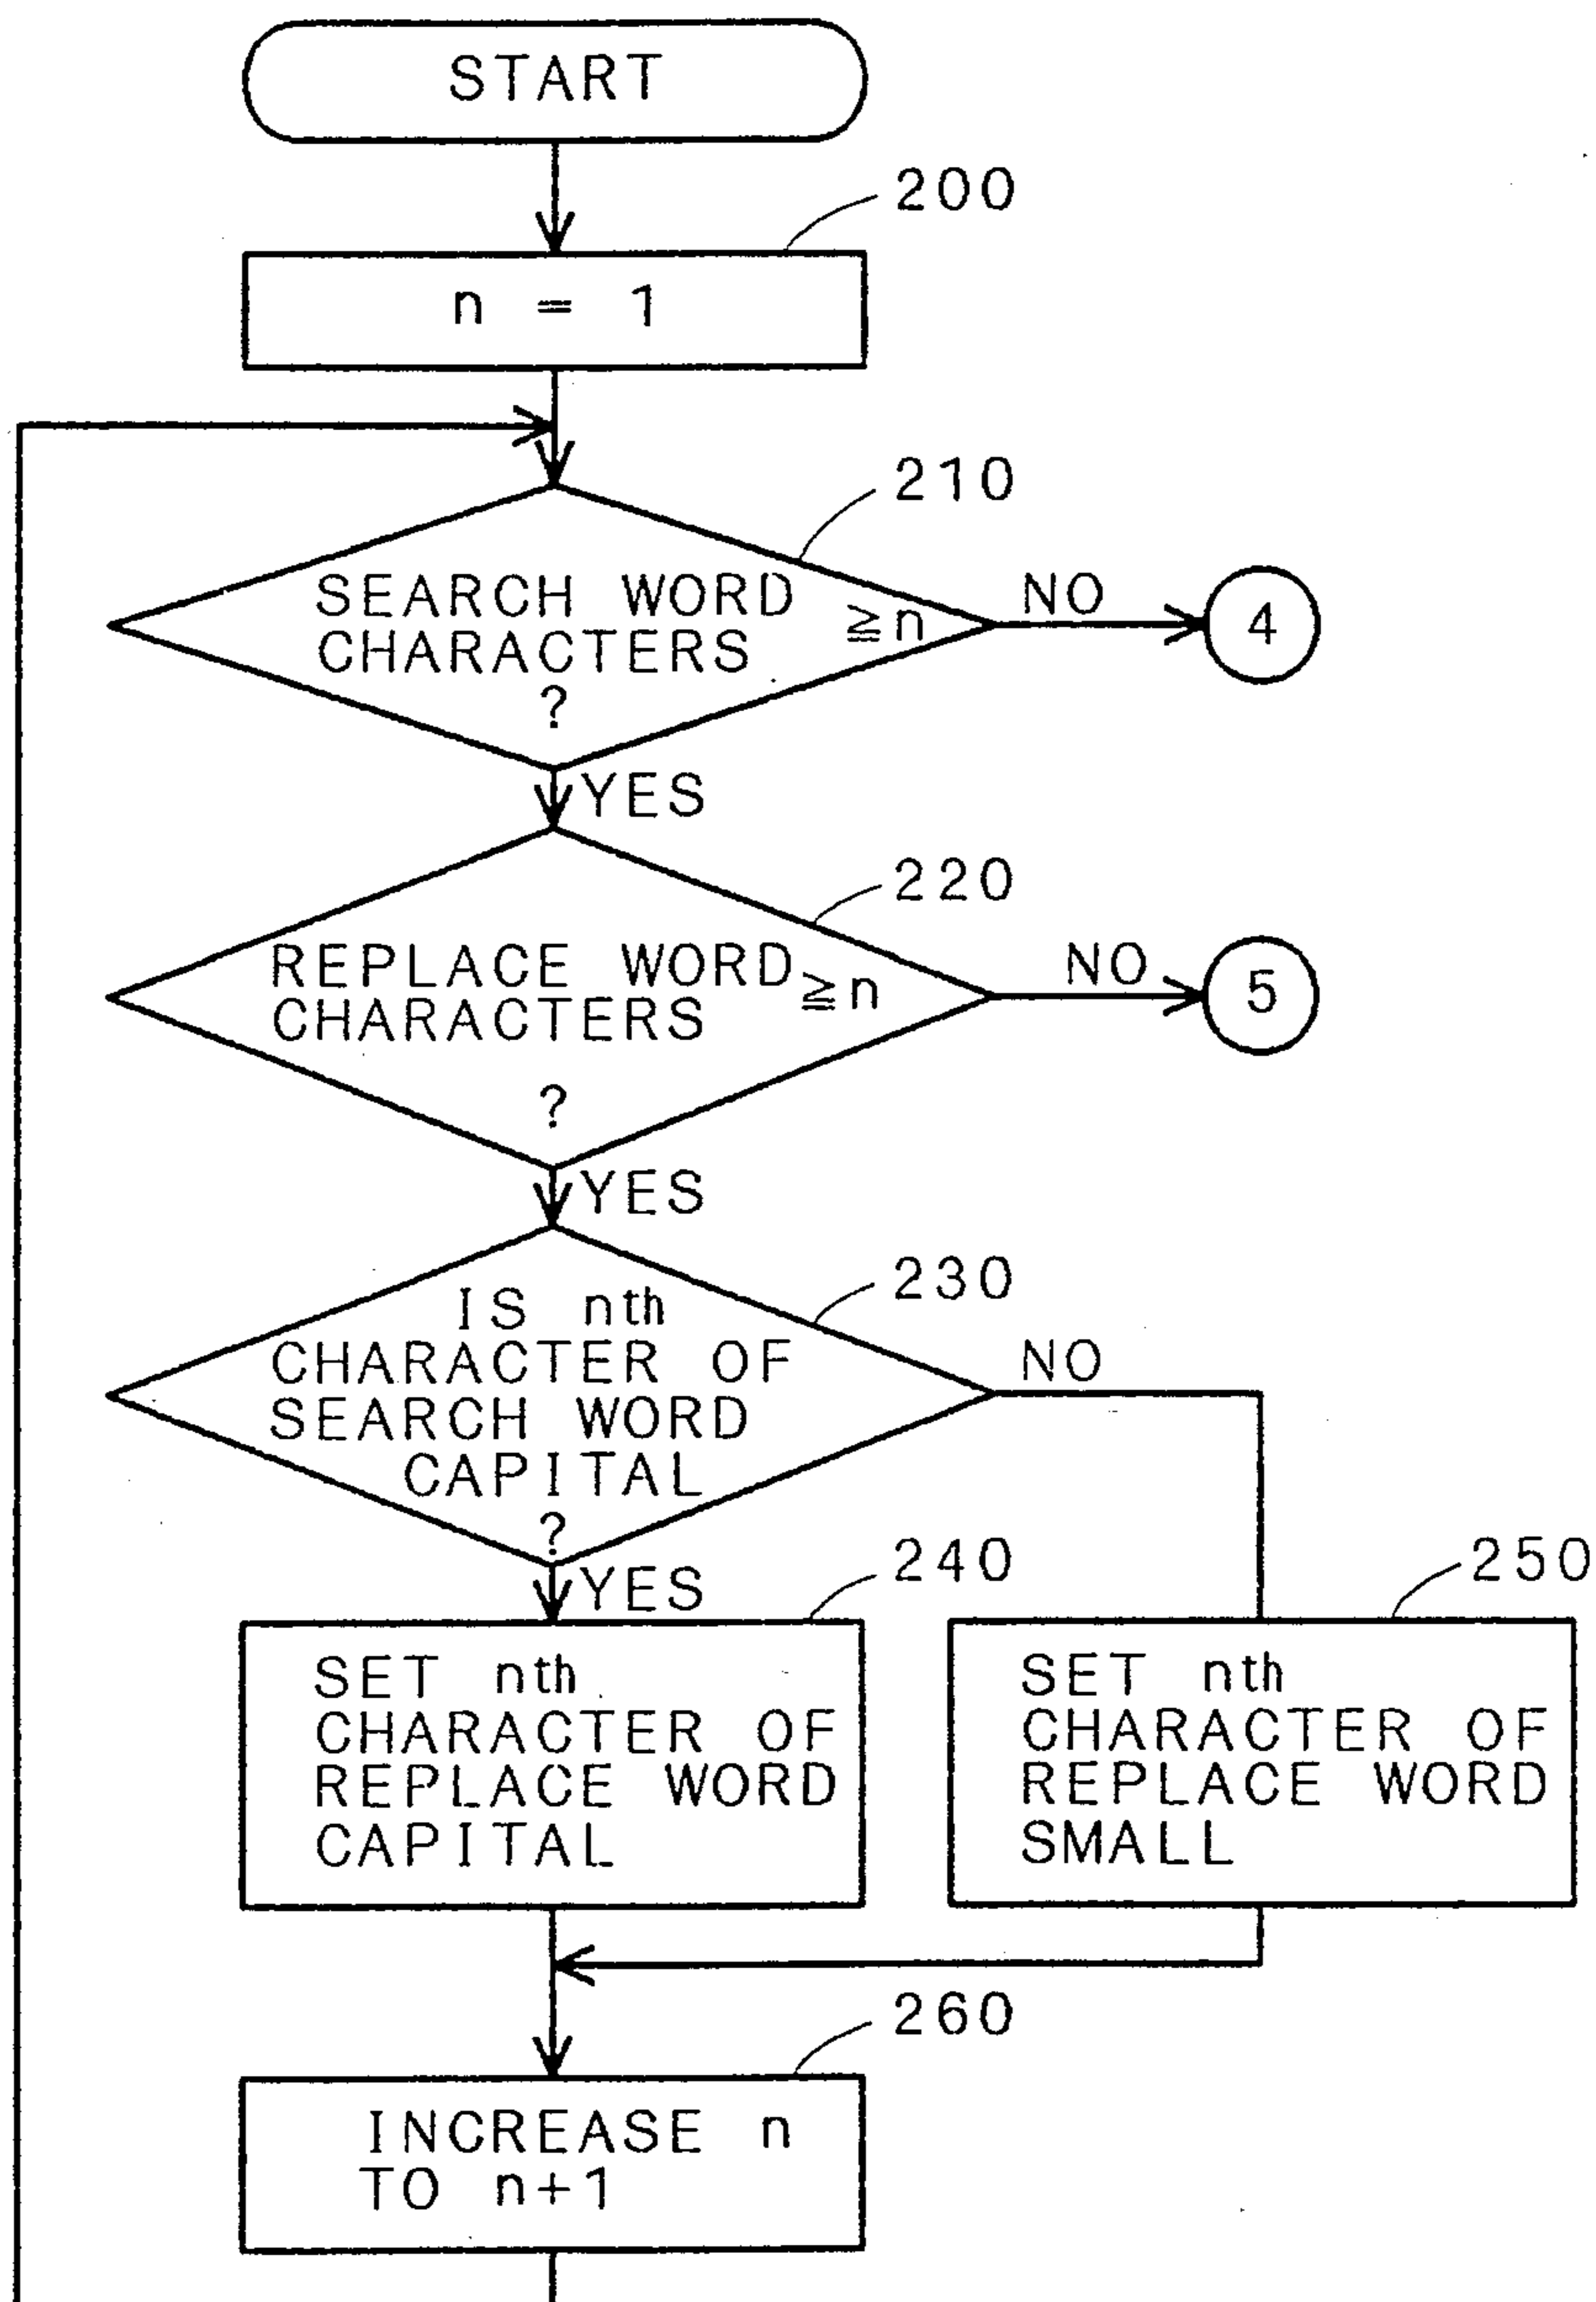 START
200
n = 1
210
SEARCH WORD
CHARACTERS ≧n
?
NO
4
YES
220
REPLACE WORD
CHARACTERS ≧n
?
NO
5
YES
230
IS nth
CHARACTER OF
SEARCH WORD
CAPITAL
?
NO
YES
240
SET nth
CHARACTER OF
REPLACE WORD
CAPITAL
250
SET nth
CHARACTER OF
REPLACE WORD
SMALL
260
INCREASE n
TO n+1